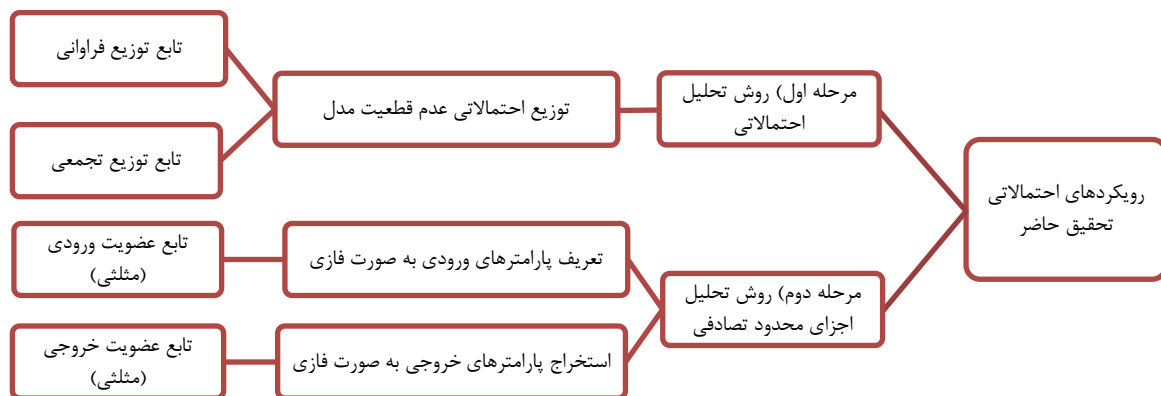 رویکردهای احتمالاتی
تحقیق حاضر
مرحله اول) روش تحلیل
احتمالاتی
توزیع احتمالاتی عدم قطعیت مدل
تابع توزیع فراوانی
تابع توزیع تجمعی
مرحله دوم) روش تحلیل
اجزای محدود تصادفی
تعریف پارامترهای ورودی به صورت فازی
تابع عضویت ورودی
(مثلثی)
استخراج پارامترهای خروجی به صورت فازی
تابع عضویت خروجی
(مثلثی)